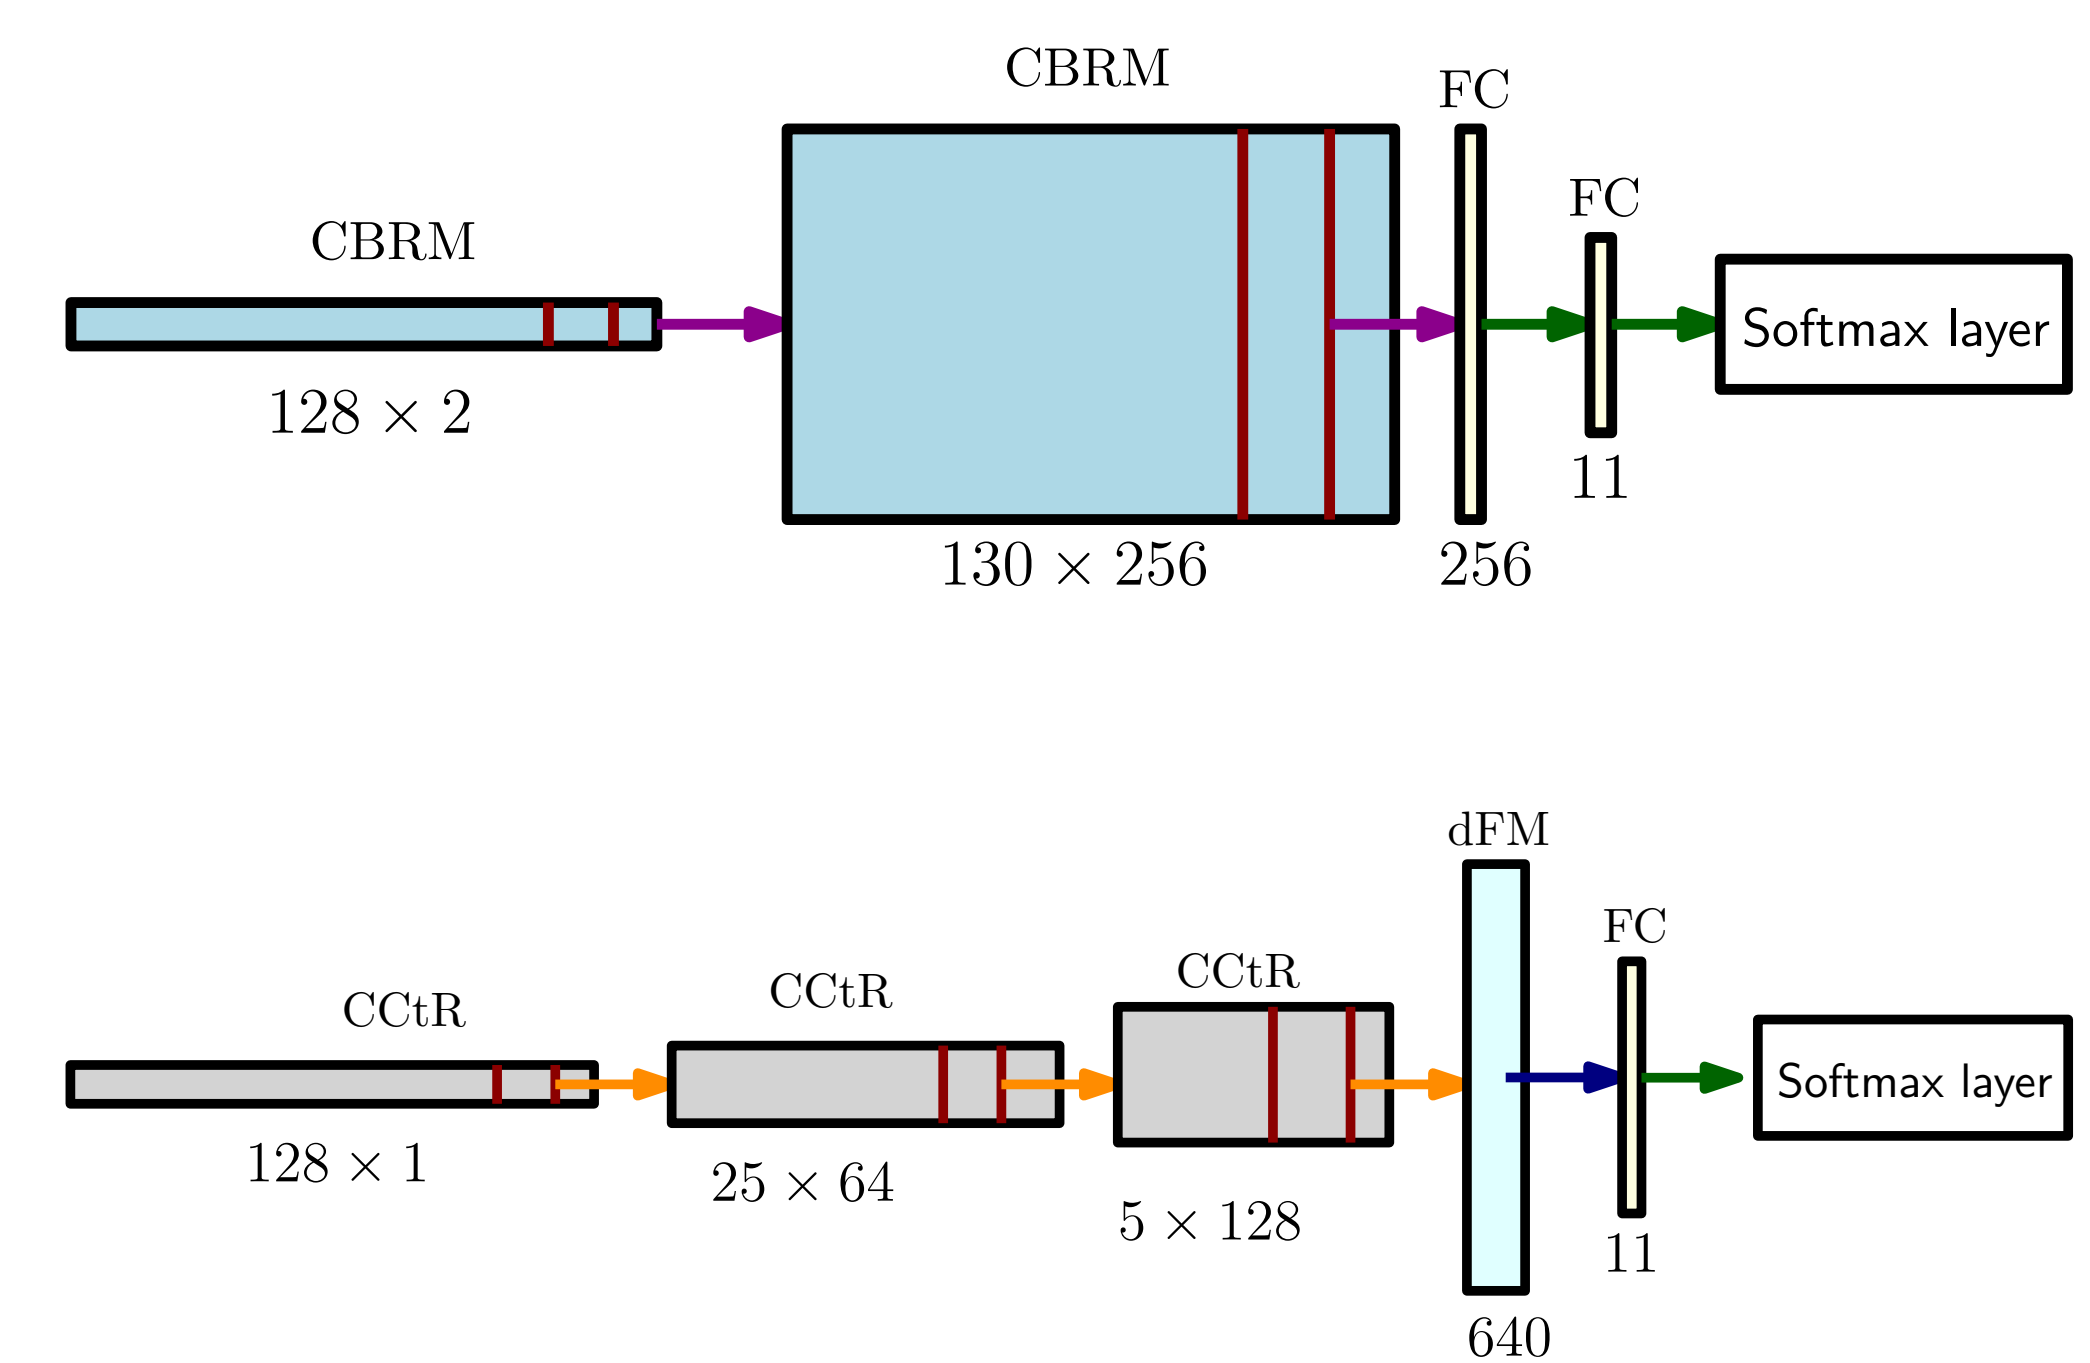 CBRM
128 × 2
CBRM
130 × 256
FC
256
FC
11
Softmax layer
CCtR
128 × 1
CCtR
25 × 64
CCtR
5 × 128
dFM
640
FC
11
Softmax layer